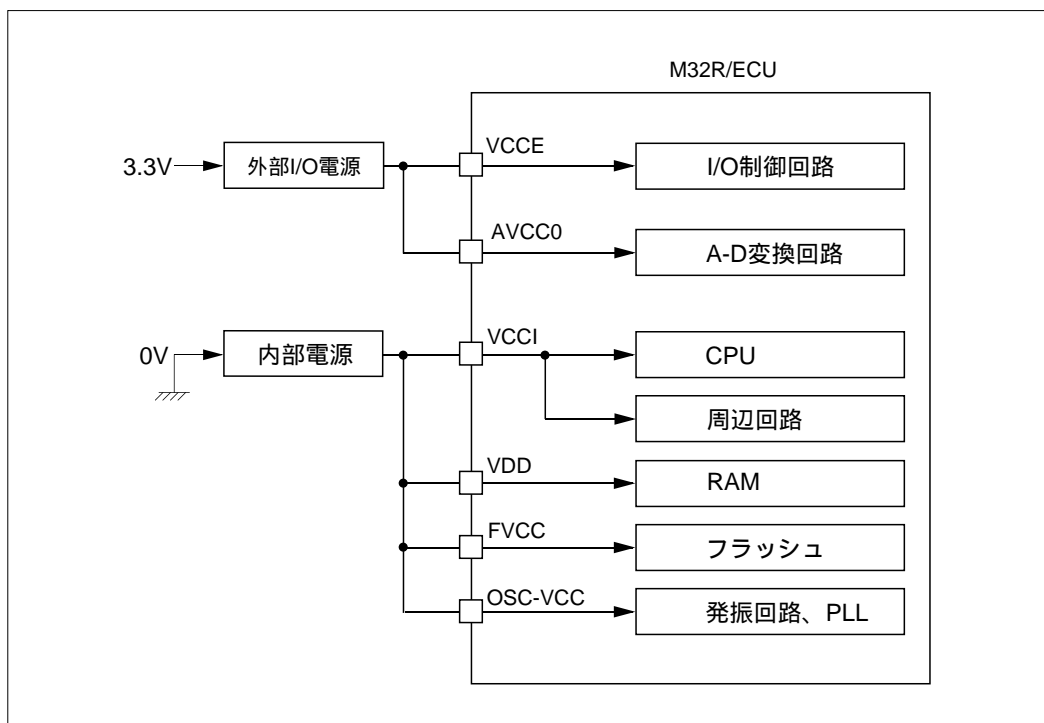 M32R/ECU
3.3V
外部I/O電源
VCCE
I/O制御回路
AVCC0
A-D変換回路
0V
内部電源
VCCI
CPU
周辺回路
VDD
RAM
FVCC
フラッシュ
OSC-VCC
発振回路、PLL